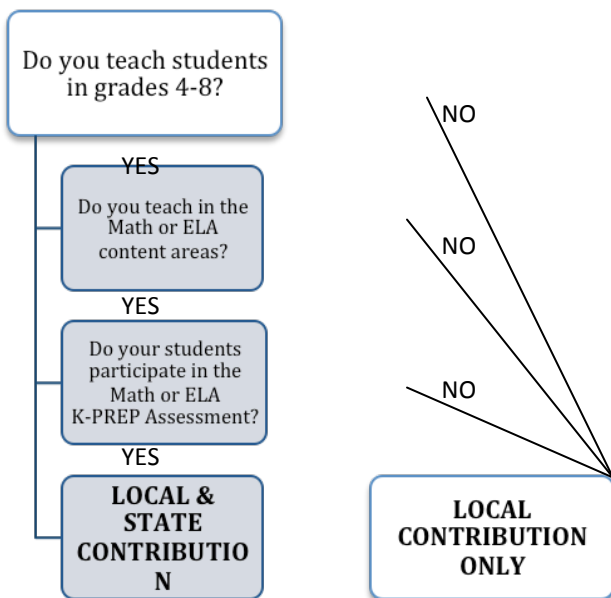 Do you teach students
in grades 4-8?
NO
YES
Do you teach in the
Math or ELA
content areas?
NO
YES
Do your students
participate in the
Math or ELA
K-PREP Assessment?
NO
YES
LOCAL &
STATE
CONTRIBUTIO
N
LOCAL
CONTRIBUTION
ONLY